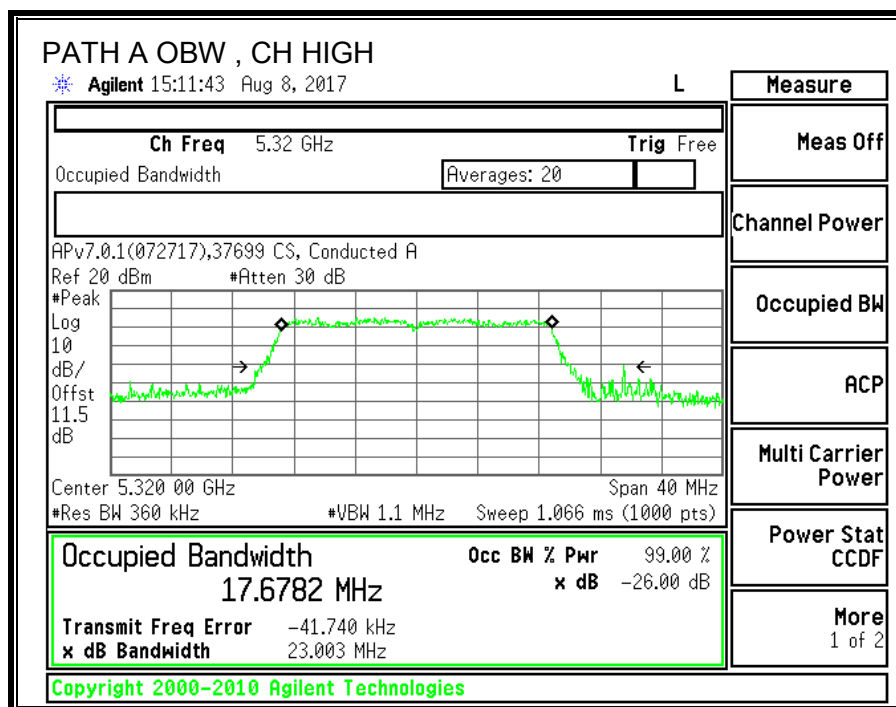 PATH A OBW , CH HIGH
Agilent 15:11:43 Aug 8, 2017 L
Measure
Ch Freq 5.32 GHz Trig Free
Occupied Bandwidth Averages: 20
APv7.0.1(072717),37699 CS, Conducted A
Ref 20 dBm #Atten 30 dB
#Peak
Log
10
dB/
Offst
11.5
dB
Center 5.320 00 GHz Span 40 MHz
#Res BW 360 kHz #VBW 1.1 MHz Sweep 1.066 ms (1000 pts)
Occupied Bandwidth Occ BW % Pwr 99.00 %
17.6782 MHz x dB -26.00 dB
Transmit Freq Error -41.740 kHz
x dB Bandwidth 23.003 MHz
Meas Off
Channel Power
Occupied BW
ACP
Multi Carrier
Power
Power Stat
CCDF
More
1 of 2
Copyright 2000-2010 Agilent Technologies